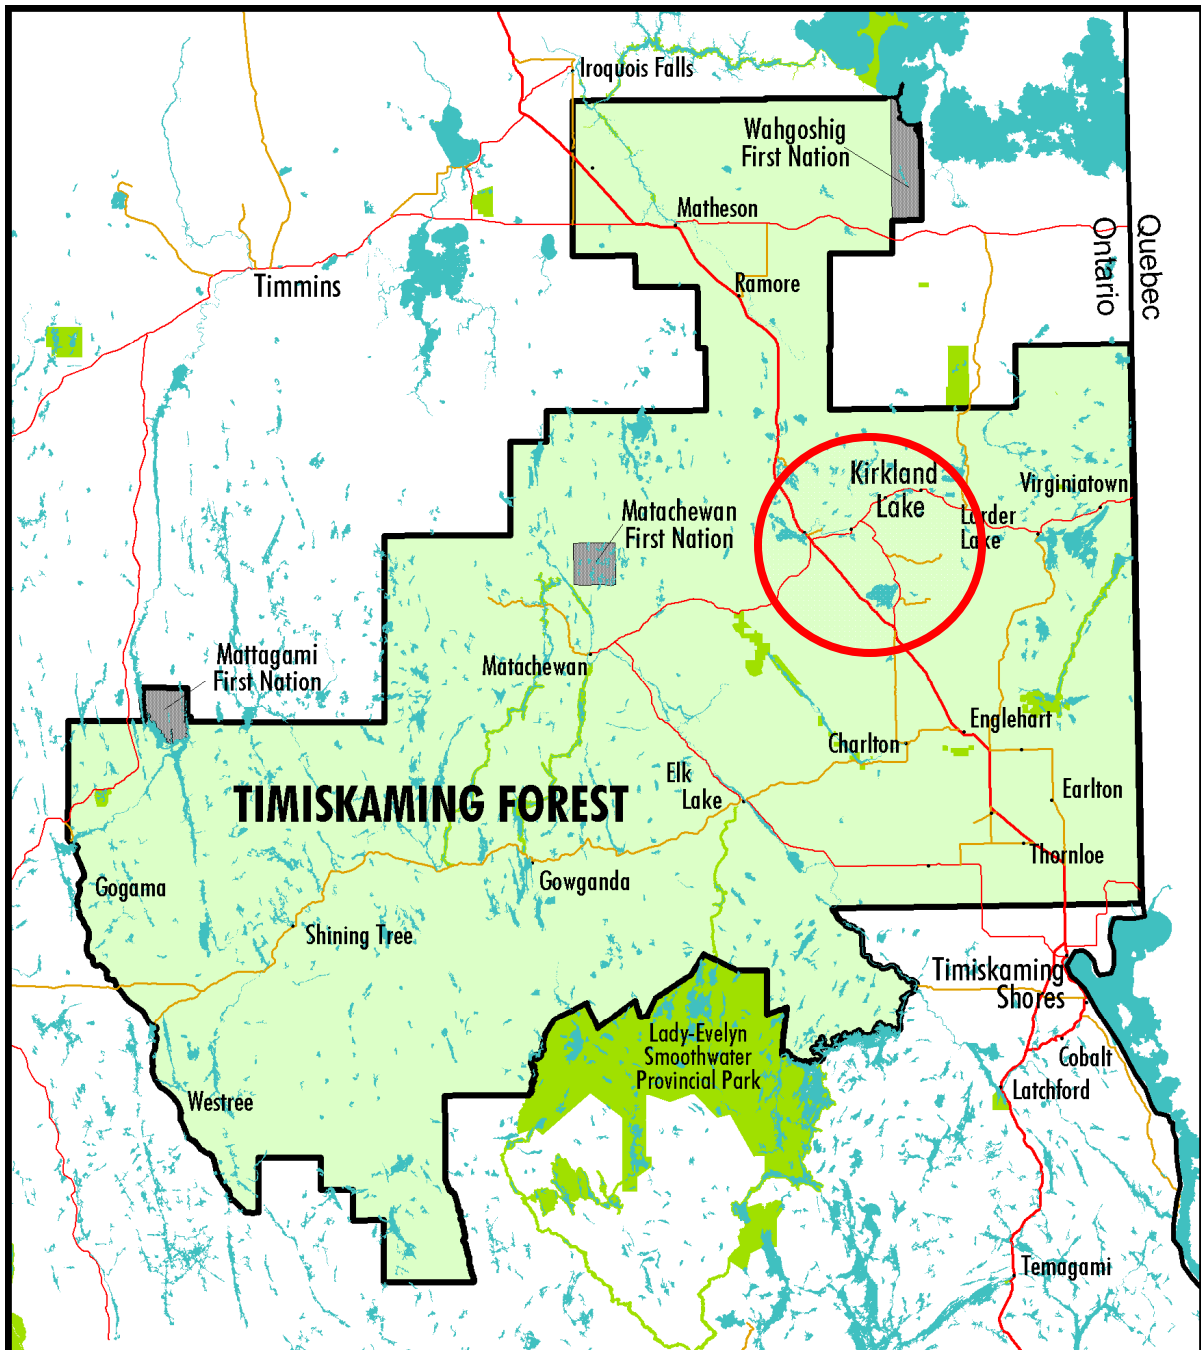 Iroquois Falls
Wahgoshig
First Nation
Matheson
Quebec
Ontario
Timmins
Ramore
Kirkland
Lake
Virginiatown
Matachewan
First Nation
Larder
Lake
Mattagami
First Nation
Matachewan
Englehart
Charlton
Elk
Lake
Earlton
TIMISKAMING FOREST
Thornloe
Gogama
Gowganda
Shining Tree
Timiskaming
Shores
Lady-Evelyn
Smoothwater
Provincial Park
Cobalt
Latchford
Westree
Temagami